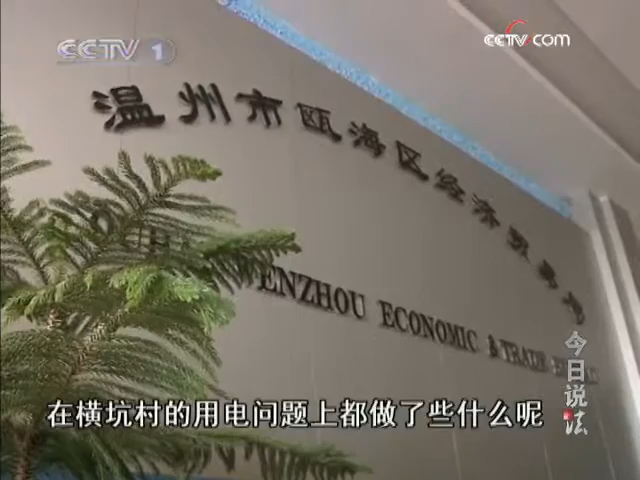 CCTV 1
CCTV.com
温州市瓯海区经济贸易局
WENZHOU ECONOMIC & TRADE
今日说法
在横坑村的用电问题上都做了些什么呢